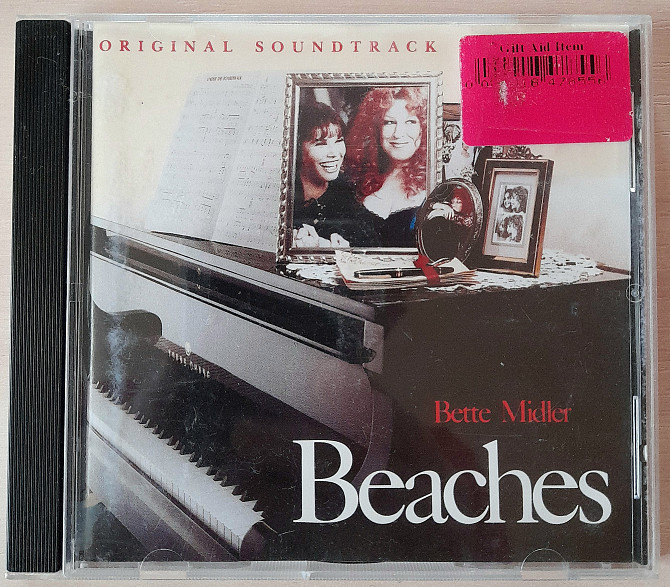 ORIGINAL SOUNDTRACK
Gift Aid Item
Bette Midler
Beaches